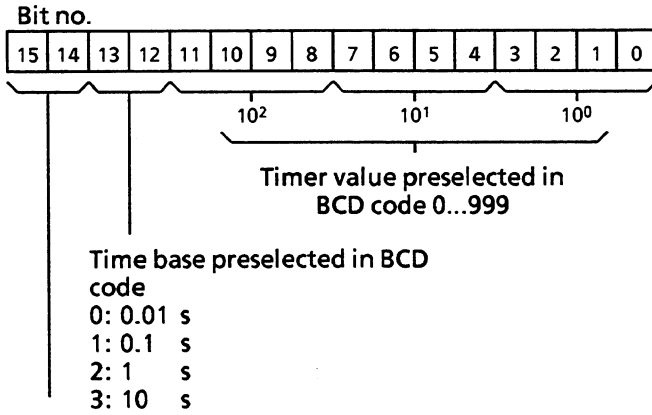 Bit no.
15 14 13 12 11 10 9 8 7 6 5 4 3 2 1 0
10² 10¹ 10⁰
Timer value preselected in
BCD code 0...999
Time base preselected in BCD
code
0: 0.01 s
1: 0.1 s
2: 1 s
3: 10 s